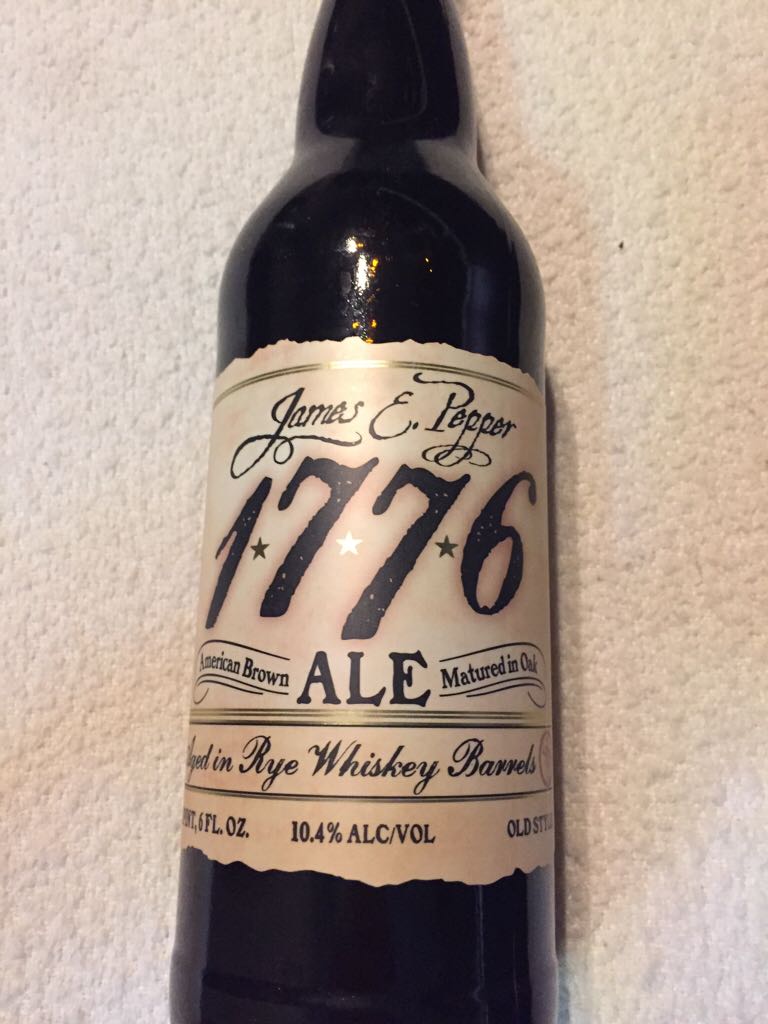 James E. Pepper
1776
American Brown ALE Matured in Oak
Aged in Rye Whiskey Barrels
6 FL. OZ. 10.4% ALC/VOL OLD